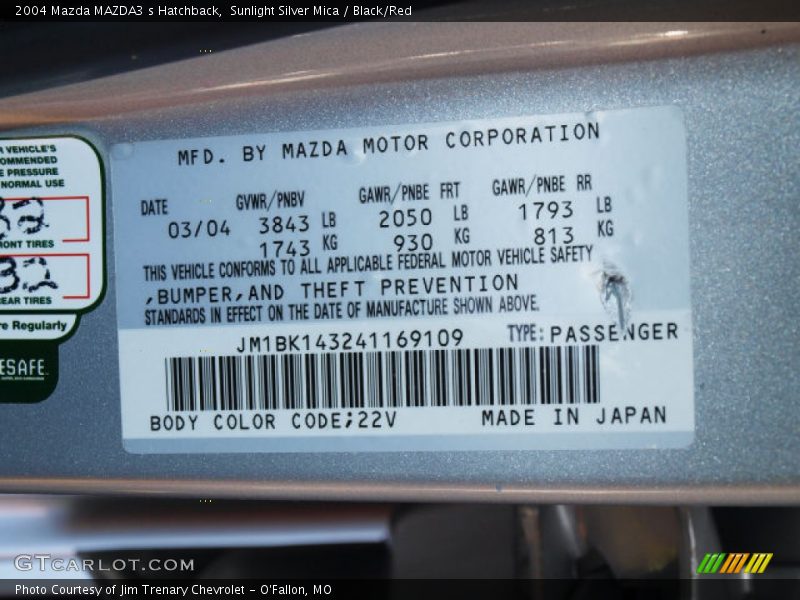 2004 Mazda MAZDA3 s Hatchback,  Sunlight Silver Mica / Black/Red
MFD. BY MAZDA MOTOR CORPORATION
DATE GVWR/PNBV GAWR/PNBE FRT GAWR/PNBE RR
03/04 3843 LB 2050 LB 1793 LB
1743 KG 930 KG 813 KG
THIS VEHICLE CONFORMS TO ALL APPLICABLE FEDERAL MOTOR VEHICLE SAFETY
,BUMPER,AND THEFT PREVENTION
STANDARDS IN EFFECT ON THE DATE OF MANUFACTURE SHOWN ABOVE.
JM1BK143241169109 TYPE: PASSENGER
BODY COLOR CODE;22V MADE IN JAPAN
VEHICLE'S
PRESSURE
NORMAL USE
32
TIRES
32
TIRES
Regularly
GTCARLOT.COM
Photo Courtesy of Jim Trenary Chevrolet - O'Fallon, MO